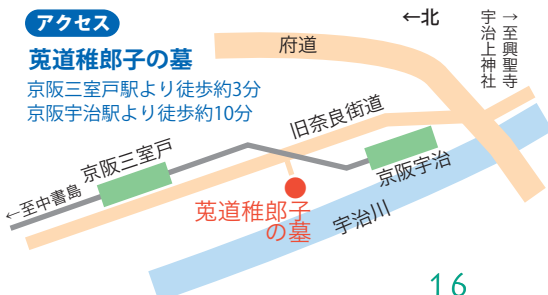 アクセス
莵道稚郎子の墓
京阪三室戸駅より徒歩約3分
京阪宇治駅より徒歩約10分
←北
府道
→至興聖寺
宇治上神社
旧奈良街道
京阪三室戸
京阪宇治
←至中書島
莵道稚郎子
の墓
宇治川
16